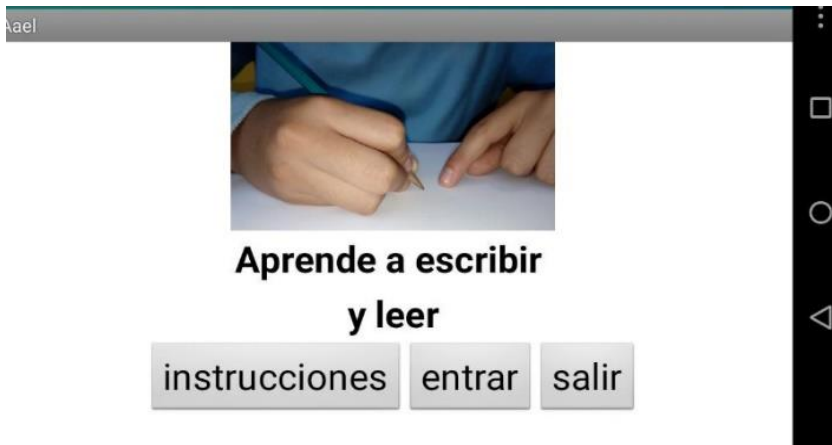 Aael
Aprende a escribir
y leer
instrucciones entrar salir